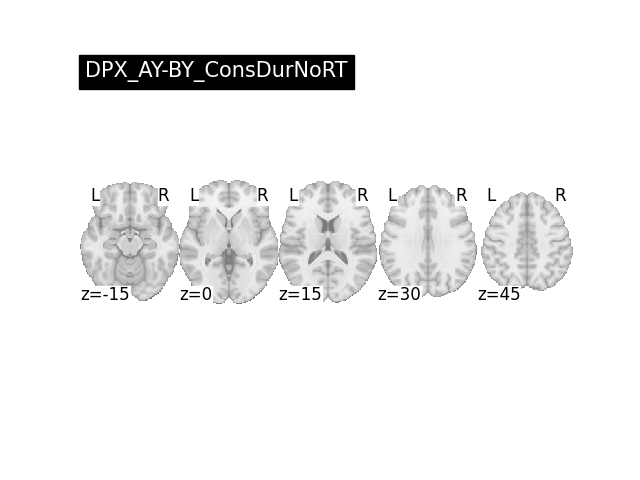 DPX_AY-BY_ConsDurNoRT
L R L R L R L R L R
z=-15 z=0 z=15 z=30 z=45